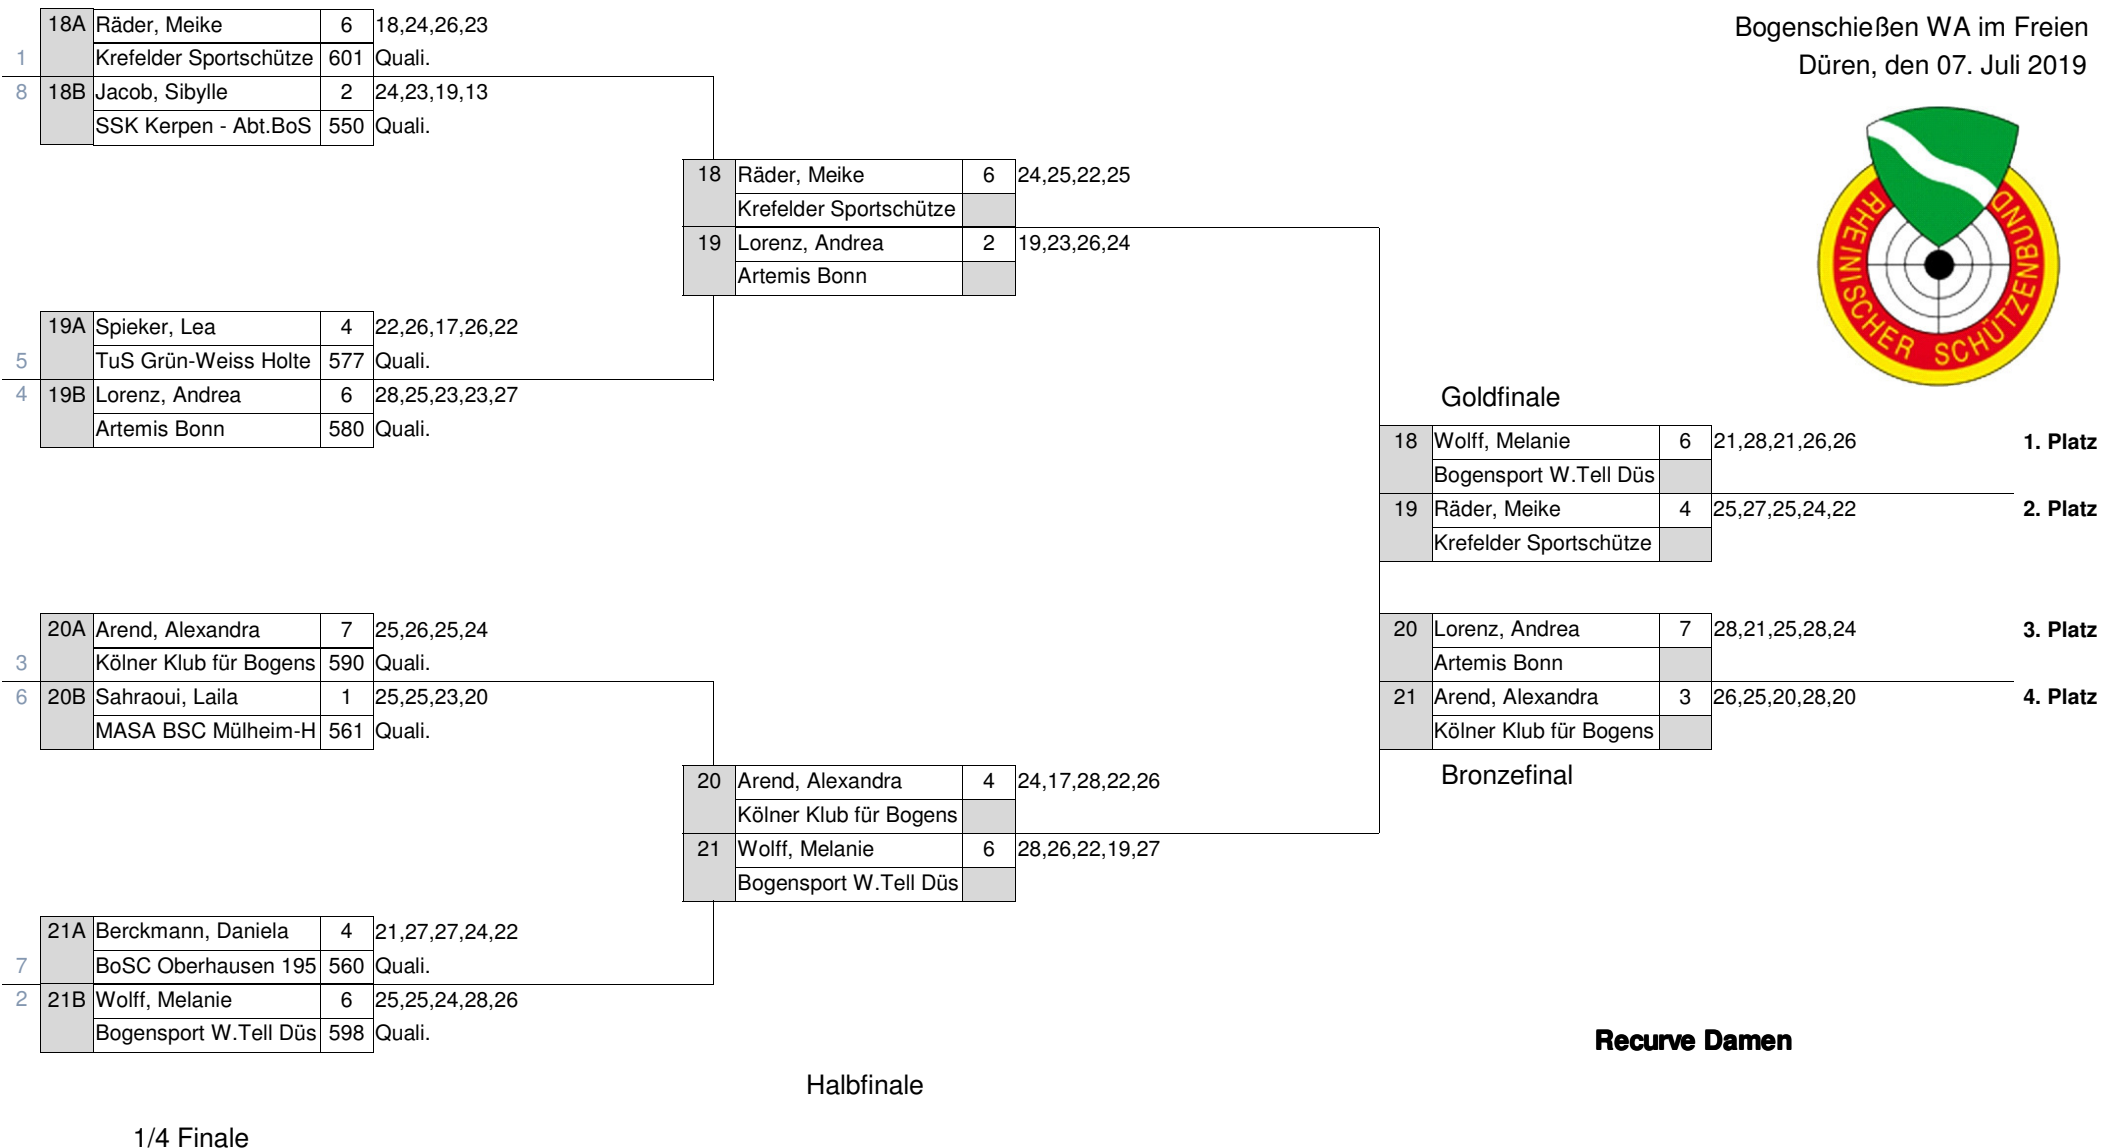 Bogenschießen WA im Freien
Düren, den 07. Juli 2019
RHEINISCHER SCHÜTZENBUND
18A Räder, Meike 6 18,24,26,23
1 Krefelder Sportschütze 601 Quali.
8 18B Jacob, Sibylle 2 24,23,19,13
SSK Kerpen - Abt.BoS 550 Quali.
19A Spieker, Lea 4 22,26,17,26,22
5 TuS Grün-Weiss Holte 577 Quali.
4 19B Lorenz, Andrea 6 28,25,23,23,27
Artemis Bonn 580 Quali.
20A Arend, Alexandra 7 25,26,25,24
3 Kölner Klub für Bogens 590 Quali.
6 20B Sahraoui, Laila 1 25,25,23,20
MASA BSC Mülheim-H 561 Quali.
21A Berckmann, Daniela 4 21,27,27,24,22
7 BoSC Oberhausen 195 560 Quali.
2 21B Wolff, Melanie 6 25,25,24,28,26
Bogensport W.Tell Düs 598 Quali.
1/4 Finale
18 Räder, Meike 6 24,25,22,25
Krefelder Sportschütze
19 Lorenz, Andrea 2 19,23,26,24
Artemis Bonn
20 Arend, Alexandra 4 24,17,28,22,26
Kölner Klub für Bogens
21 Wolff, Melanie 6 28,26,22,19,27
Bogensport W.Tell Düs
Halbfinale
Goldfinale
18 Wolff, Melanie 6 21,28,21,26,26 1. Platz
Bogensport W.Tell Düs
19 Räder, Meike 4 25,27,25,24,22 2. Platz
Krefelder Sportschütze
20 Lorenz, Andrea 7 28,21,25,28,24 3. Platz
Artemis Bonn
21 Arend, Alexandra 3 26,25,20,28,20 4. Platz
Kölner Klub für Bogens
Bronzefinal
Recurve Damen